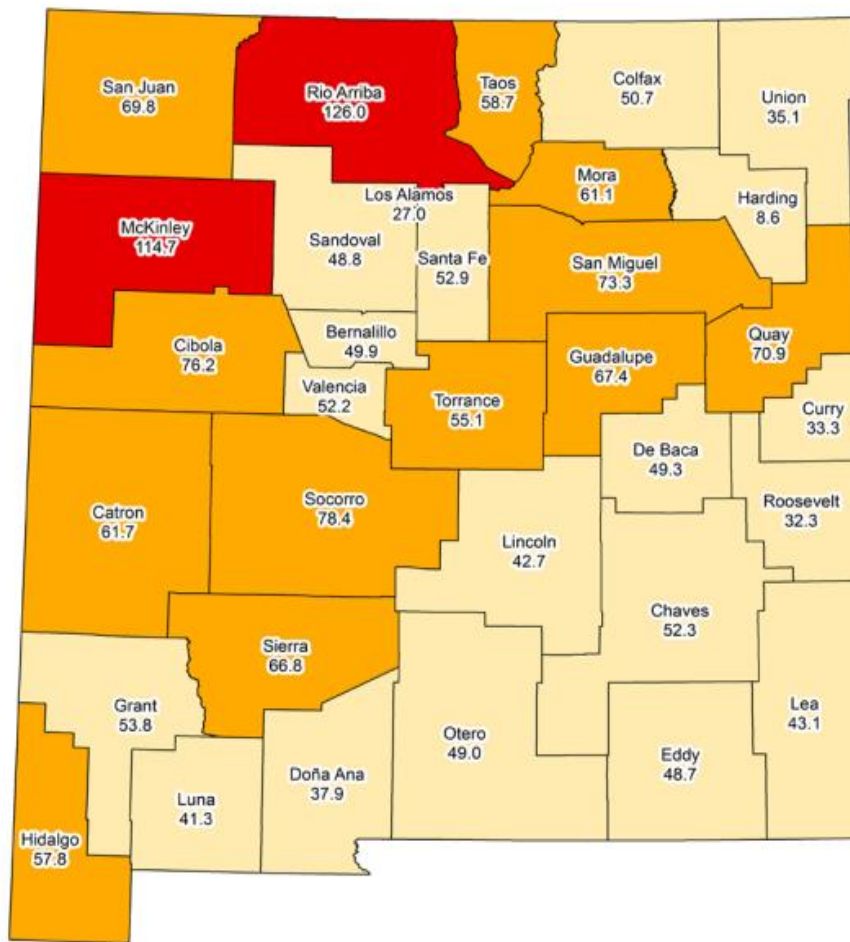 San Juan
69.8
Rio Arriba
126.0
Taos
58.7
Colfax
50.7
Union
35.1
Mora
61.1
Harding
8.6
McKinley
114.7
Los Alamos
27.0
Sandoval
48.8
Santa Fe
52.9
San Miguel
73.3
Cibola
76.2
Bernalillo
49.9
Valencia
52.2
Torrance
55.1
Guadalupe
67.4
Quay
70.9
Curry
33.3
De Baca
49.3
Roosevelt
32.3
Catron
61.7
Socorro
78.4
Lincoln
42.7
Chaves
52.3
Sierra
66.8
Grant
53.8
Lea
43.1
Otero
49.0
Eddy
48.7
Doña Ana
37.9
Luna
41.3
Hidalgo
57.8